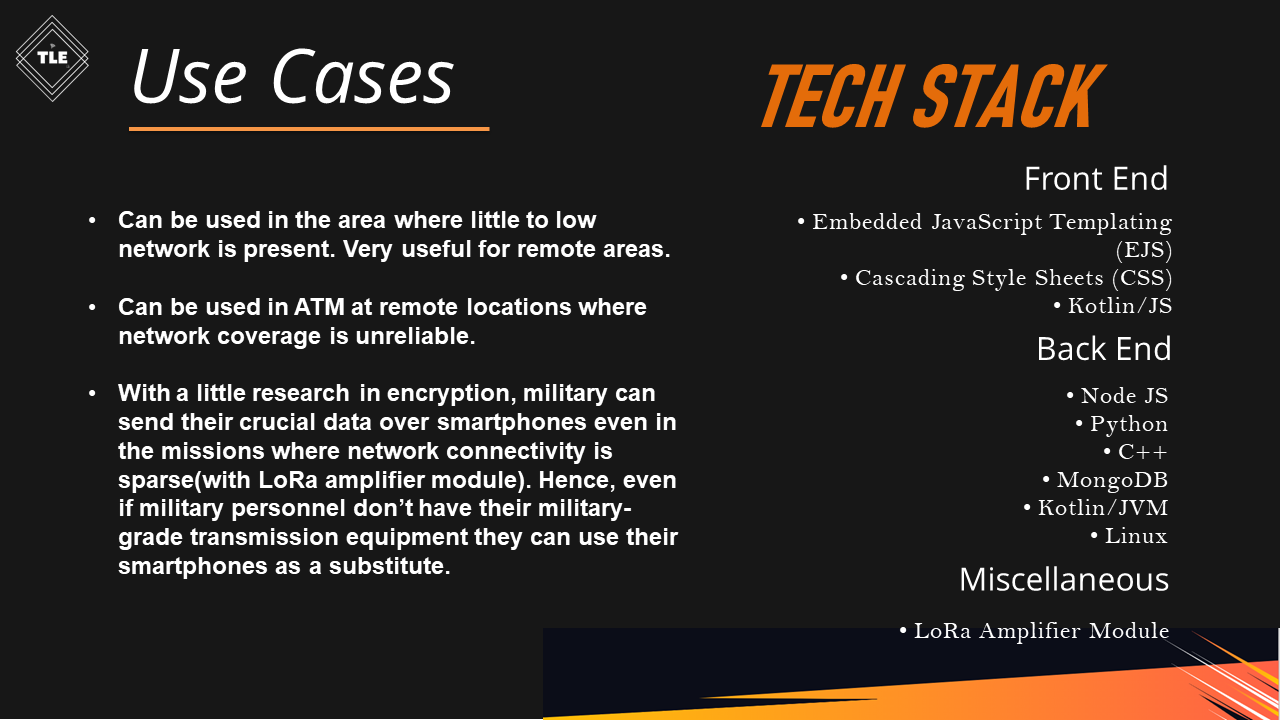 TLE
Use Cases
• Can be used in the area where little to low
network is present. Very useful for remote areas.
• Can be used in ATM at remote locations where
network coverage is unreliable.
• With a little research in encryption, military can
send their crucial data over smartphones even in
the missions where network connectivity is
sparse(with LoRa amplifier module). Hence, even
if military personnel don’t have their military-
grade transmission equipment they can use their
smartphones as a substitute.
TECH STACK
Front End
• Embedded JavaScript Templating
(EJS)
• Cascading Style Sheets (CSS)
• Kotlin/JS
Back End
• Node JS
• Python
• C++
• MongoDB
• Kotlin/JVM
• Linux
Miscellaneous
• LoRa Amplifier Module